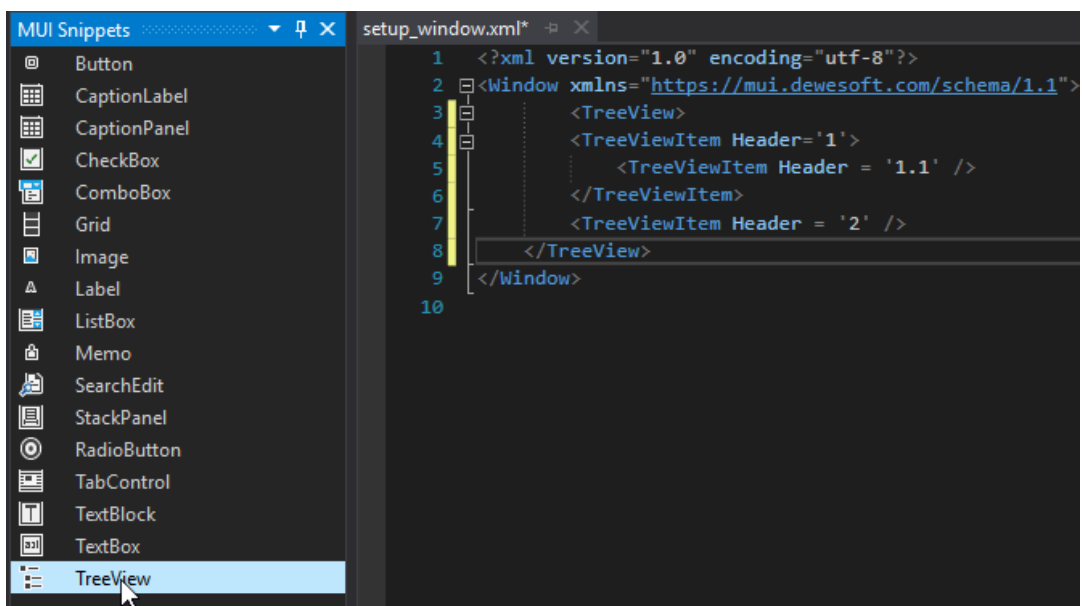 MUI Snippets
Button
CaptionLabel
CaptionPanel
CheckBox
ComboBox
Grid
Image
Label
ListBox
Memo
SearchEdit
StackPanel
RadioButton
TabControl
TextBlock
TextBox
TreeView
setup_window.xml*
1 <?xml version="1.0" encoding="utf-8"?>
2 <Window xmlns="https://mui.dewesoft.com/schema/1.1">
3 <TreeView>
4 <TreeViewItem Header='1'>
5 <TreeViewItem Header = '1.1' />
6 </TreeViewItem>
7 <TreeViewItem Header = '2' />
8 </TreeView>
9 </Window>
10